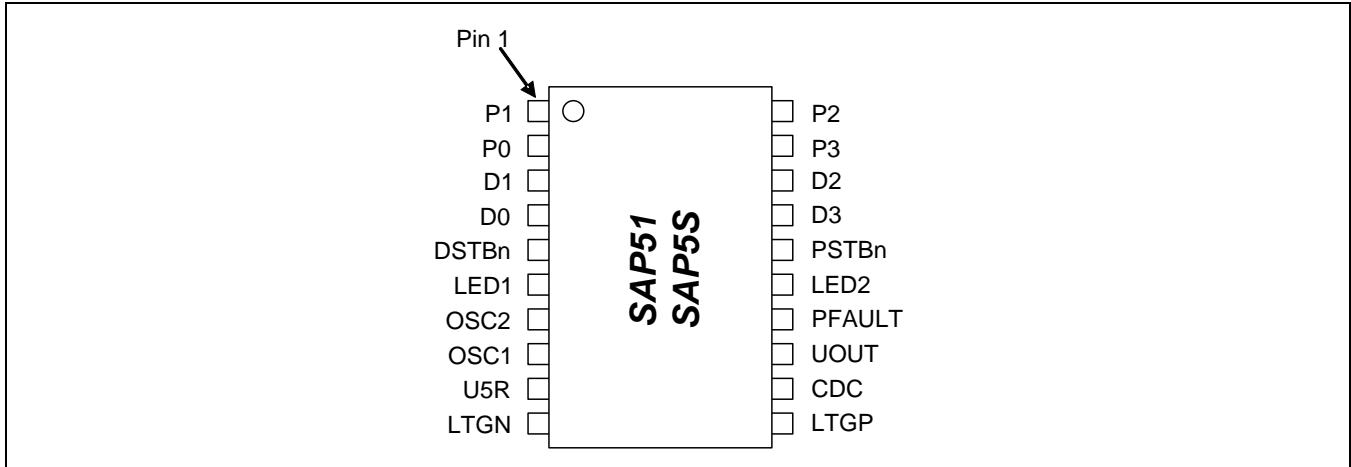 Pin 1
P1
P0
D1
D0
DSTBn
LED1
OSC2
OSC1
U5R
LTGN
SAP51
SAP5S
P2
P3
D2
D3
PSTBn
LED2
PFAULT
UOUT
CDC
LTGP